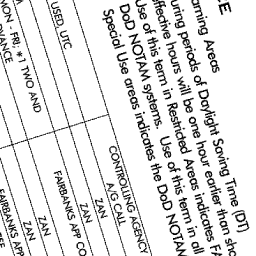 arning Areas
uring periods of Daylight Saving Time (DT)
ffective hours will be one hour earlier than sho
Use of this term in Restricted Areas indicates FA
DoD NOTAM systems. Use of this term in all
Special Use areas indicates the DoD NOTAM
USED, UTC
CONTROLLING AGENCY
A/G CALL
ZAN
ZAN
FAIRBANKS APP CO
MON - FRI; *1 TWO AND
ZAN
ZAN
FAIRBANKS APP